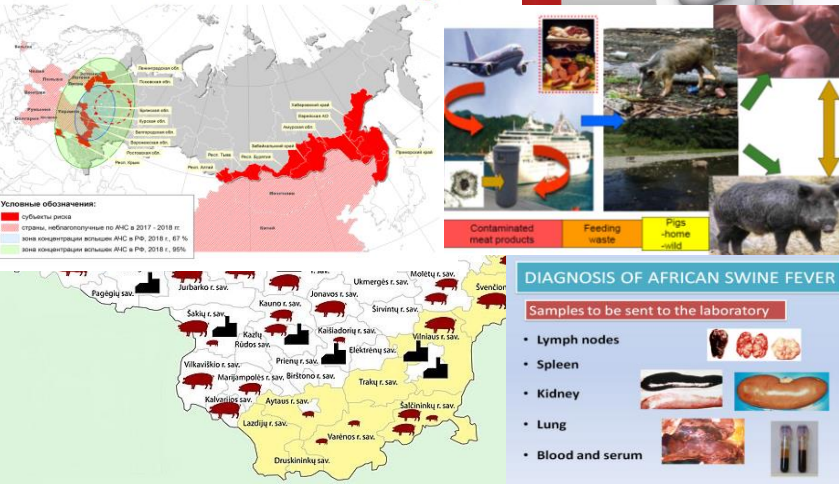 Ленинградская обл.
Псковская обл.
Брянская обл.
Курская обл.
Белгородская обл.
Воронежская обл.
Ростовская обл.
Респ. Крым
Хабаровский край
Еврейская АО
Амурская обл.
Забайкальский край
Респ. Тыва
Респ. Бурятия
Респ. Алтай
Приморский край
Монголия
Китай
Условные обозначения:
субъекты риска
страны, неблагополучные по АЧС в 2017 - 2018 гг.
зона концентрации вспышек АЧС в РФ, 2018 г., 67 %
зона концентрации вспышек АЧС в РФ, 2018 г., 95%
Contaminated
meat products
Feeding
waste
Pigs
-home
-wild
Pagėgių sav.
Jurbarko r. sav.
Kauno r. sav.
Jonavos r. sav.
Ukmergės r. sav.
Molėtų r. sav.
Švenčion
Širvintų r. sav.
Šakių r. sav.
Kazlų
Rūdos sav.
Kaišiadorių r. sav.
Vilniaus r. sav.
Elektrėnų sav.
Prienų r. sav.
Vilkaviškio r. sav.
Marijampolės r. sav.
Birštono r. sav.
Trakų r. sav.
Kalvarijos sav.
Aytaus r. sav.
Šalčininkų r. sav.
Lazdijų r. sav.
Varėnos r. sav.
Druskininkų sav.
DIAGNOSIS OF AFRICAN SWINE FEVER
Samples to be sent to the laboratory
• Lymph nodes
• Spleen
• Kidney
• Lung
• Blood and serum